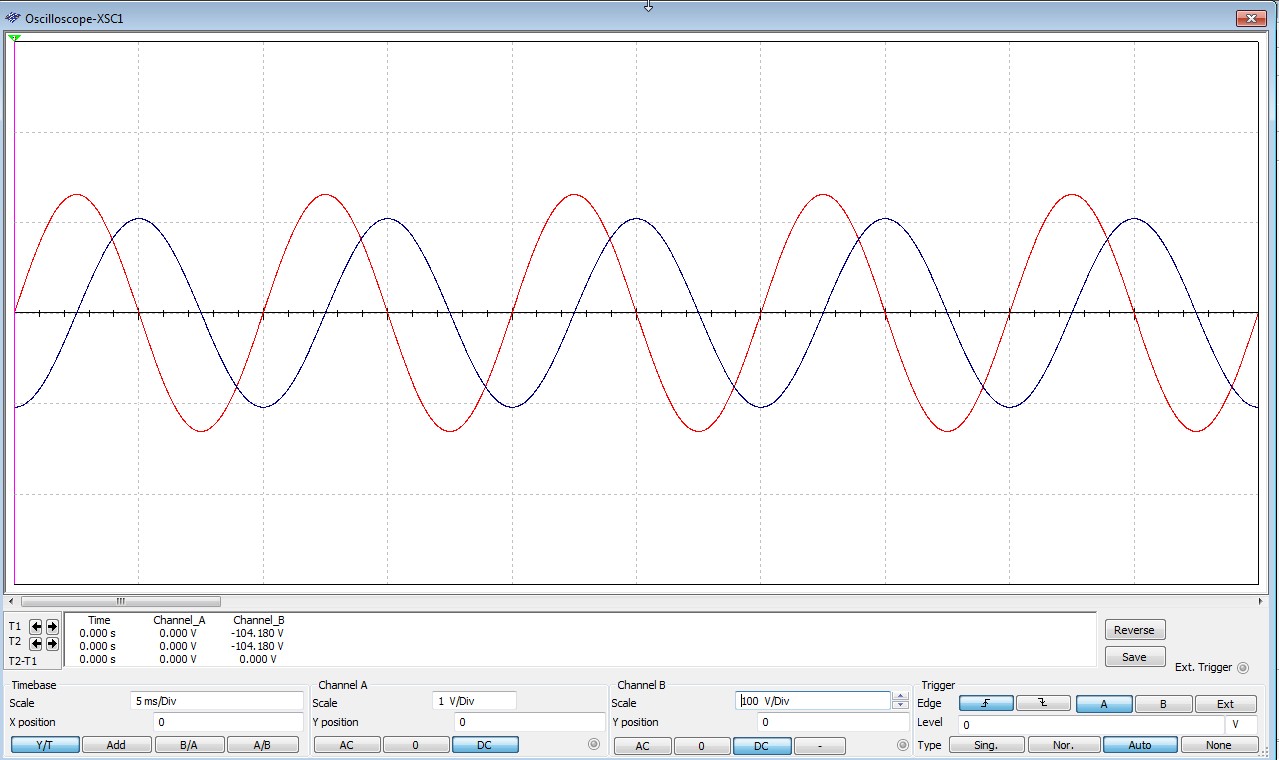 Oscilloscope-XSC1
T1
T2
T2-T1
Time Channel_A Channel_B
0.000 s 0.000 V -104.180 V
0.000 s 0.000 V -104.180 V
0.000 s 0.000 V 0.000 V
Reverse
Save
Ext. Trigger
Timebase
Scale 5 ms/Div
X position 0
Y/T Add B/A A/B
Channel A
Scale 1 V/Div
Y position 0
AC 0 DC
Channel B
Scale 100 V/Div
Y position 0
AC 0 DC -
Trigger
Edge A B Ext
Level 0 V
Type Sing. Nor. Auto None